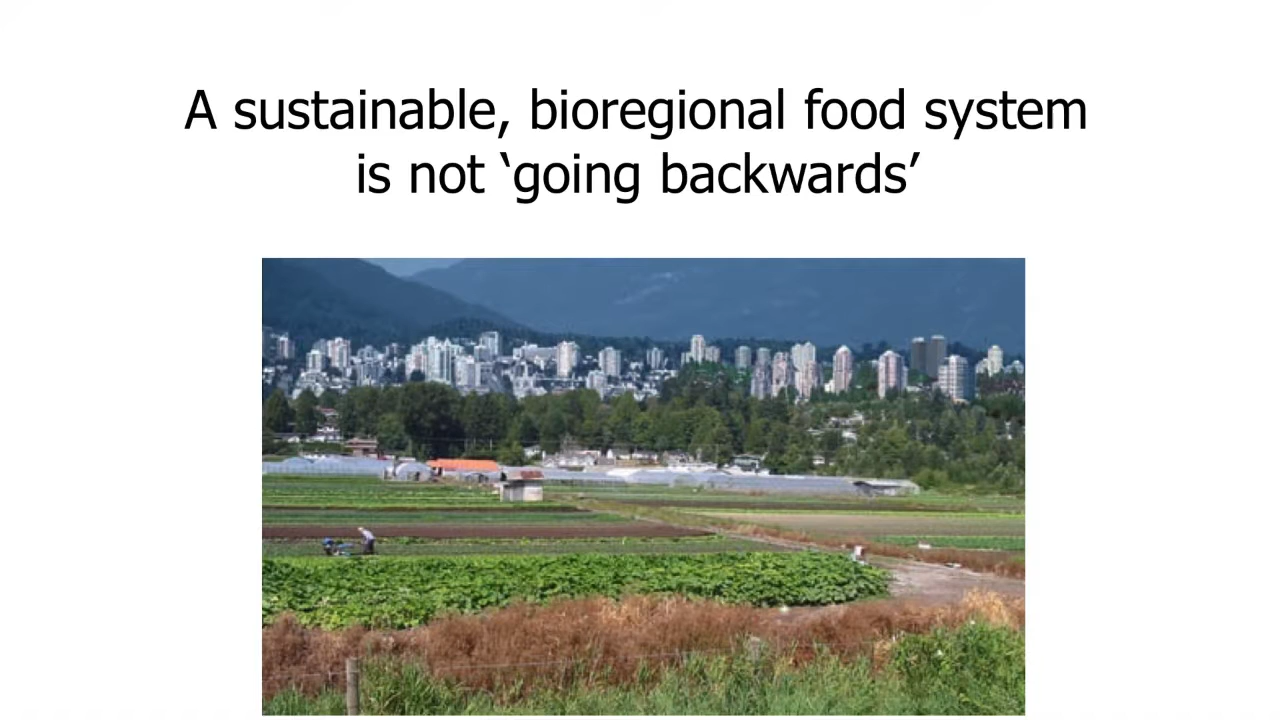 A sustainable, bioregional food system
is not ‘going backwards’